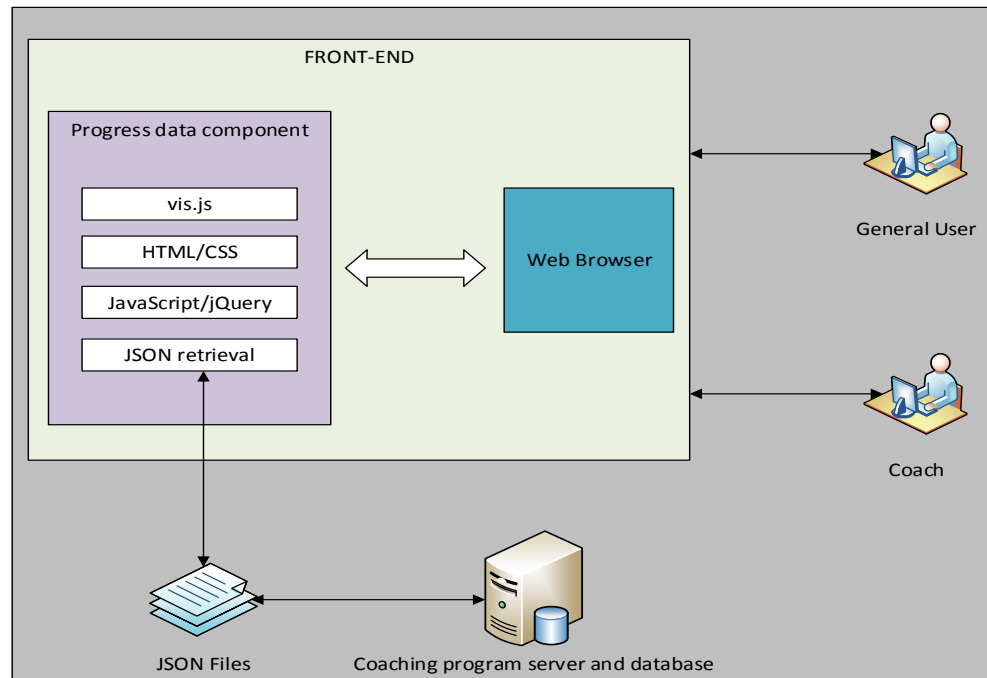 FRONT-END
Progress data component
vis.js
HTML/CSS
JavaScript/jQuery
JSON retrieval
Web Browser
General User
Coach
JSON Files
Coaching program server and database